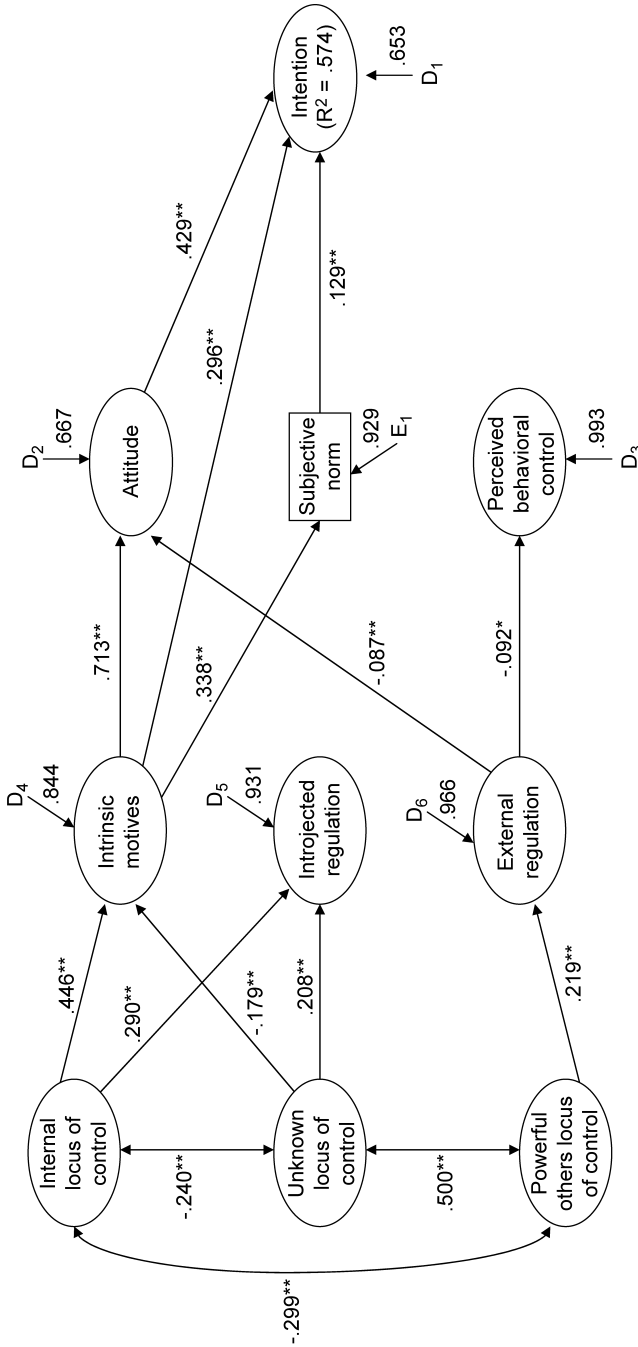 Internal
locus of
control
Unknown
locus of
control
Powerful
others locus
of control
-.240**
.500**
-.299**
.446**
.290**
-.179**
.208**
.219**
D4
.844
Intrinsic
motives
D5
.931
Introjected
regulation
D6
.966
External
regulation
.713**
.296**
.338**
-.087**
-.092*
D2
.667
Attitude
Subjective
norm
.929
E1
Perceived
behavioral
control
.993
D3
.429**
.129**
Intention
(R² = .574)
.653
D1